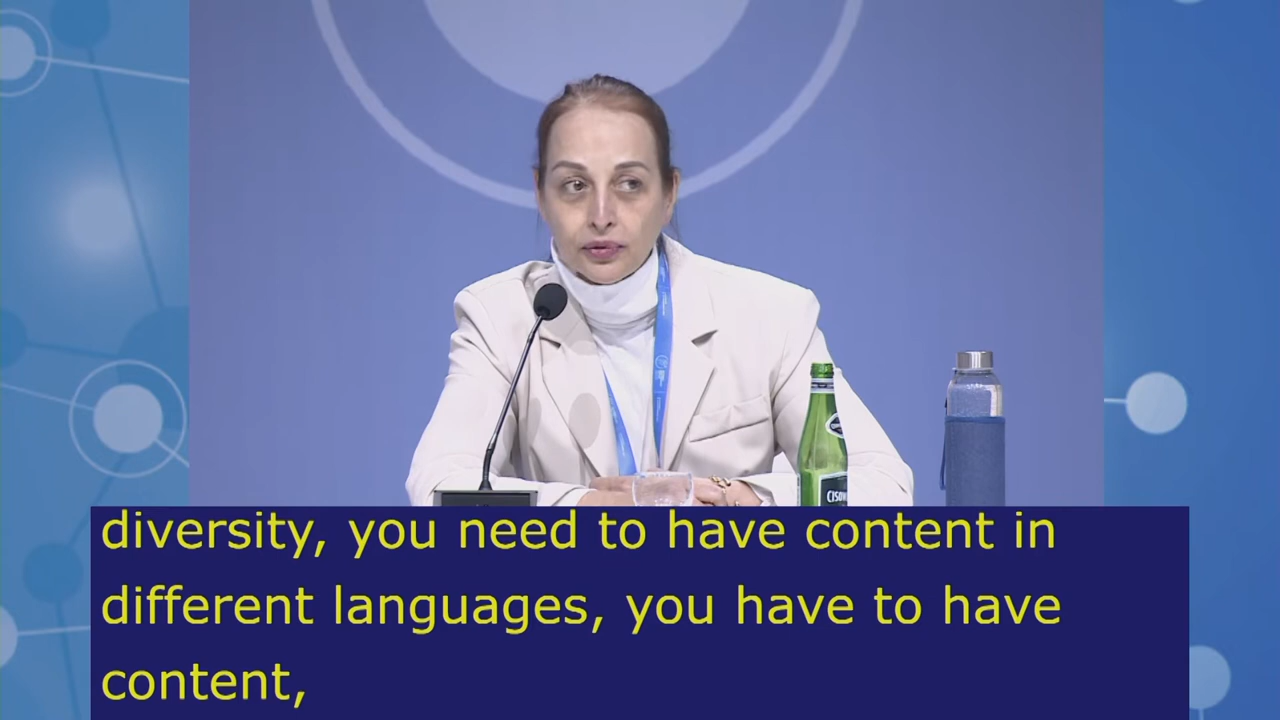 diversity, you need to have content in
different languages, you have to have
content,